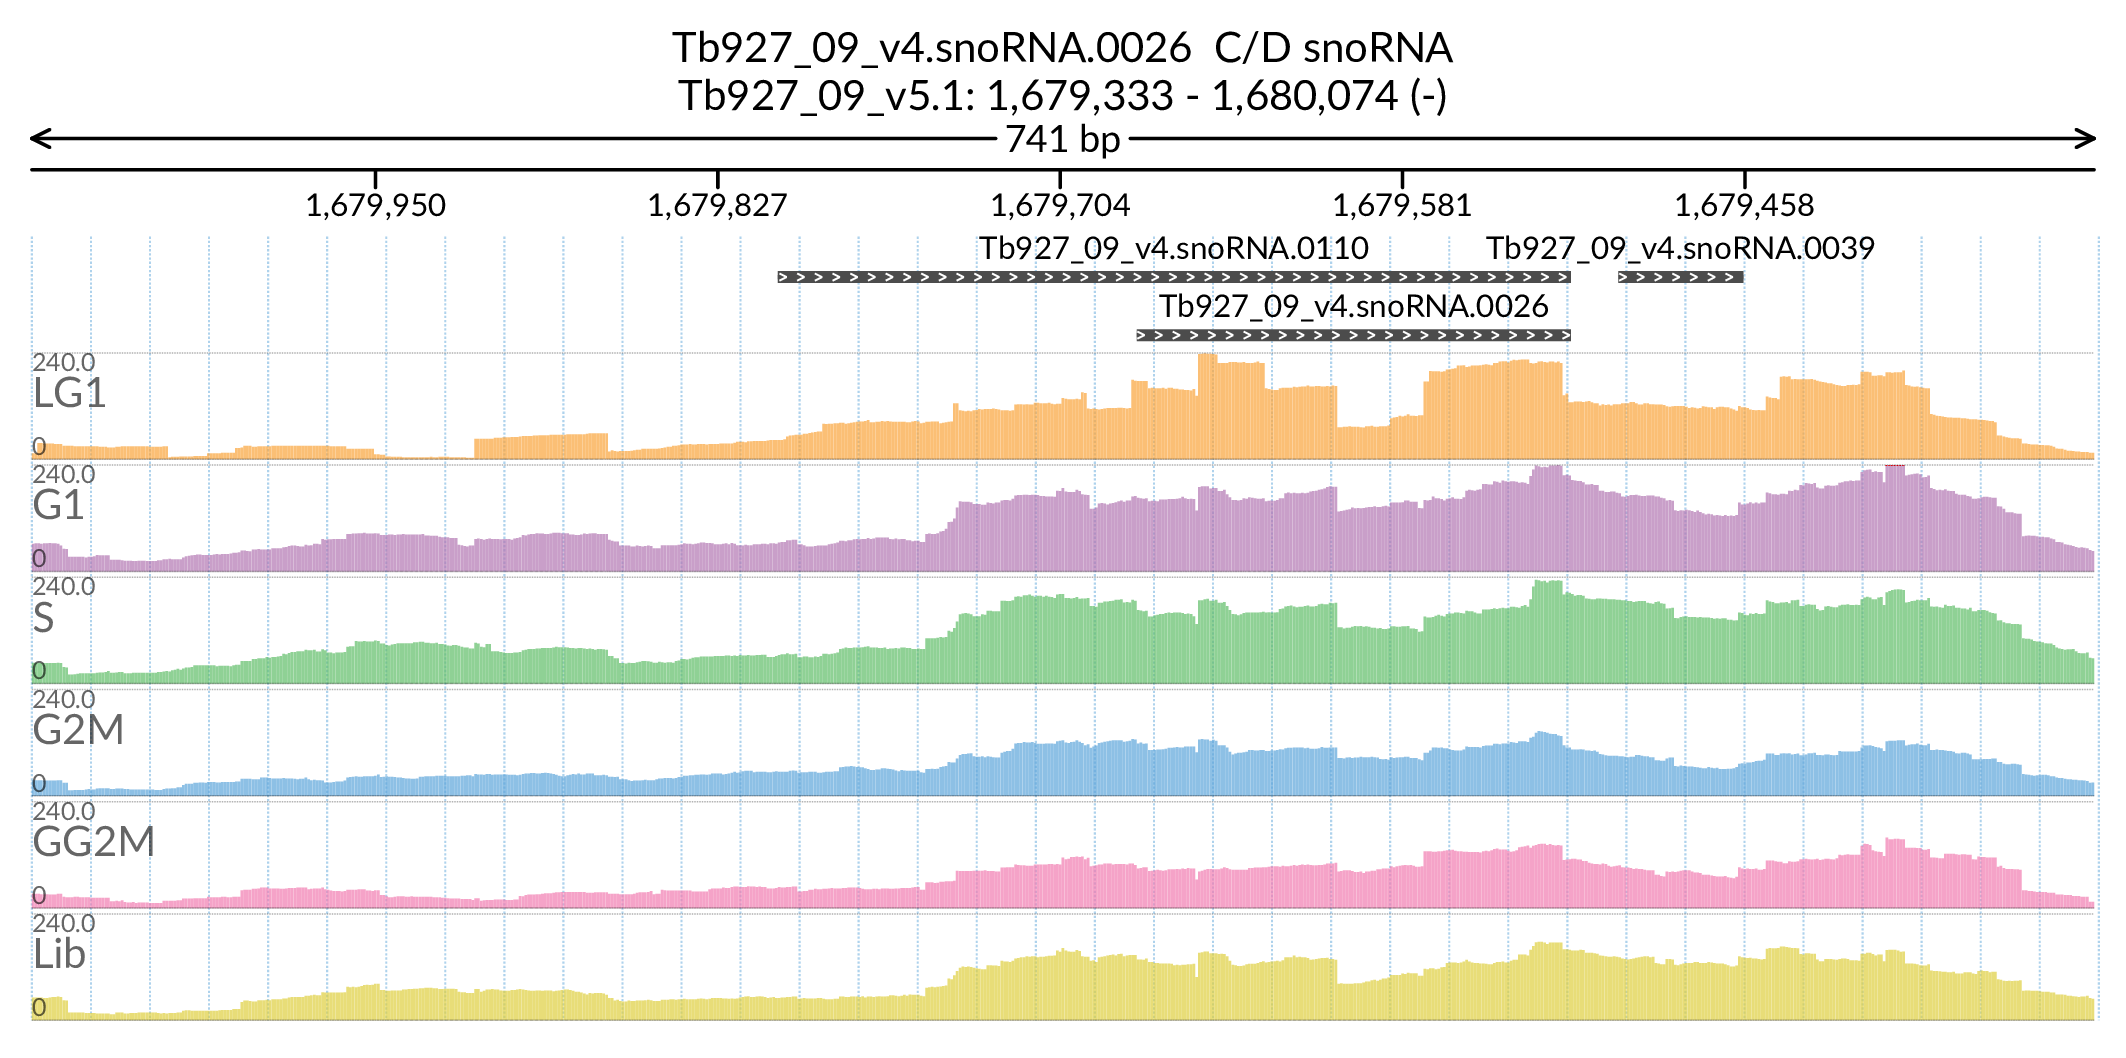 Tb927_09_v4.snoRNA.0026  C/D snoRNA
Tb927_09_v5.1: 1,679,333 - 1,680,074 (-)
741 bp
1,679,950 1,679,827 1,679,704 1,679,581 1,679,458
Tb927_09_v4.snoRNA.0110 Tb927_09_v4.snoRNA.0039
Tb927_09_v4.snoRNA.0026
240.0
LG1
0
240.0
G1
0
240.0
S
0
240.0
G2M
0
240.0
GG2M
0
240.0
Lib
0